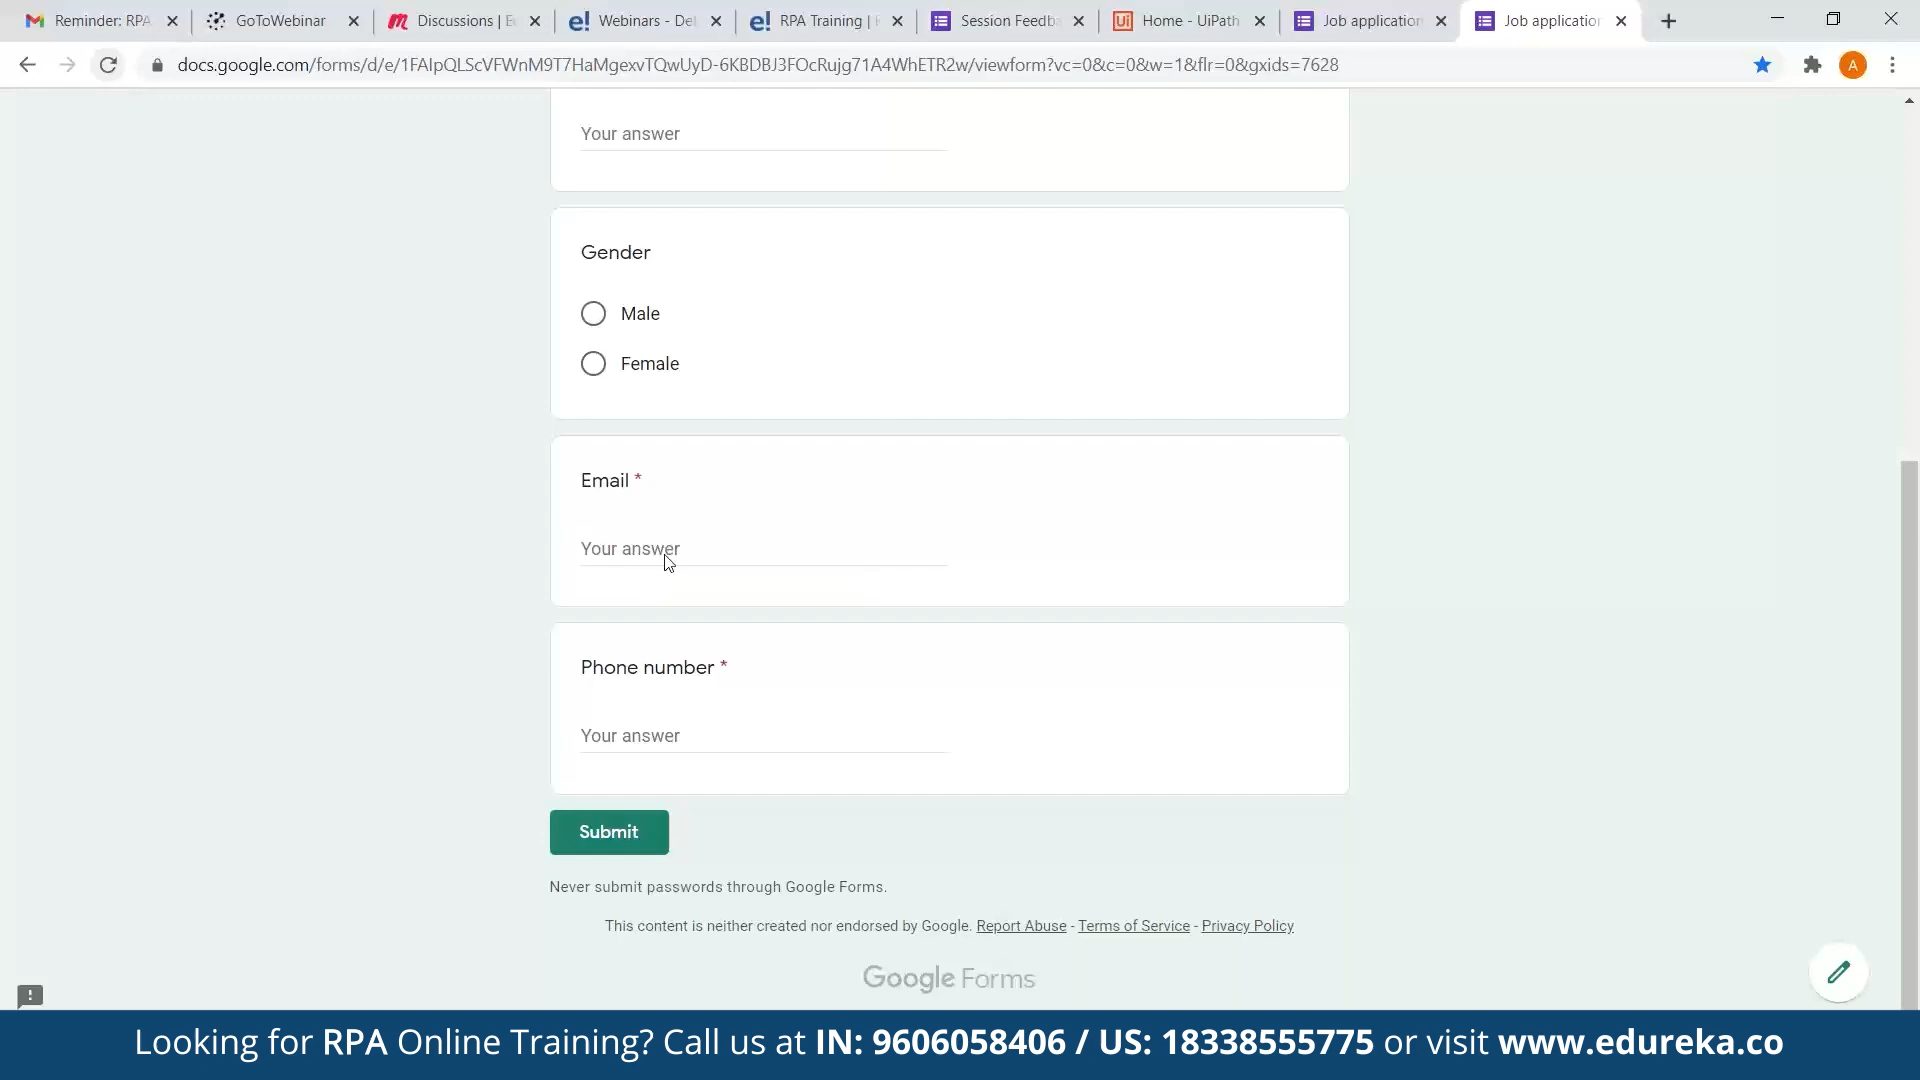 Reminder: RPA
GoToWebinar
Discussions | E
Webinars - De
RPA Training |
Session Feedba
Home - UiPath
Job application
Job application
docs.google.com/forms/d/e/1FAIpQLScVFWnM9T7HaMgexvTQwUyD-6KBDBJ3FOcRujg71A4WhETR2w/viewform?vc=0&c=0&w=1&flr=0&gxids=7628
A
Your answer
Gender
Male
Female
Email *
Your answer
Phone number *
Your answer
Submit
Never submit passwords through Google Forms.
This content is neither created nor endorsed by Google. Report Abuse - Terms of Service - Privacy Policy
Google Forms
Looking for RPA Online Training? Call us at IN: 9606058406 / US: 18338555775 or visit www.edureka.co